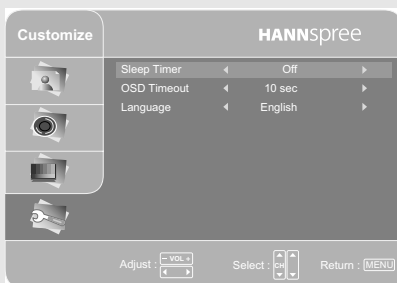 Customize
HANNspree
Sleep Timer Off
OSD Timeout 10 sec
Language English
Adjust : − VOL + Select : CH Return : MENU